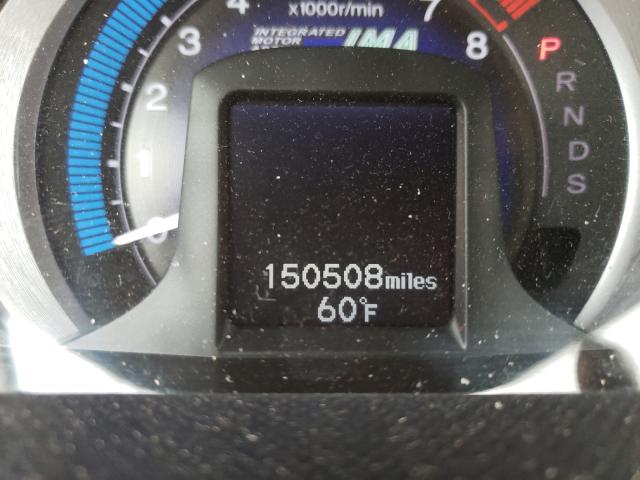 4
x1000r/min
7
INTEGRATED
MOTOR
IMA
3
8
P
R
2
N
1
D
S
0
150508miles
60°F